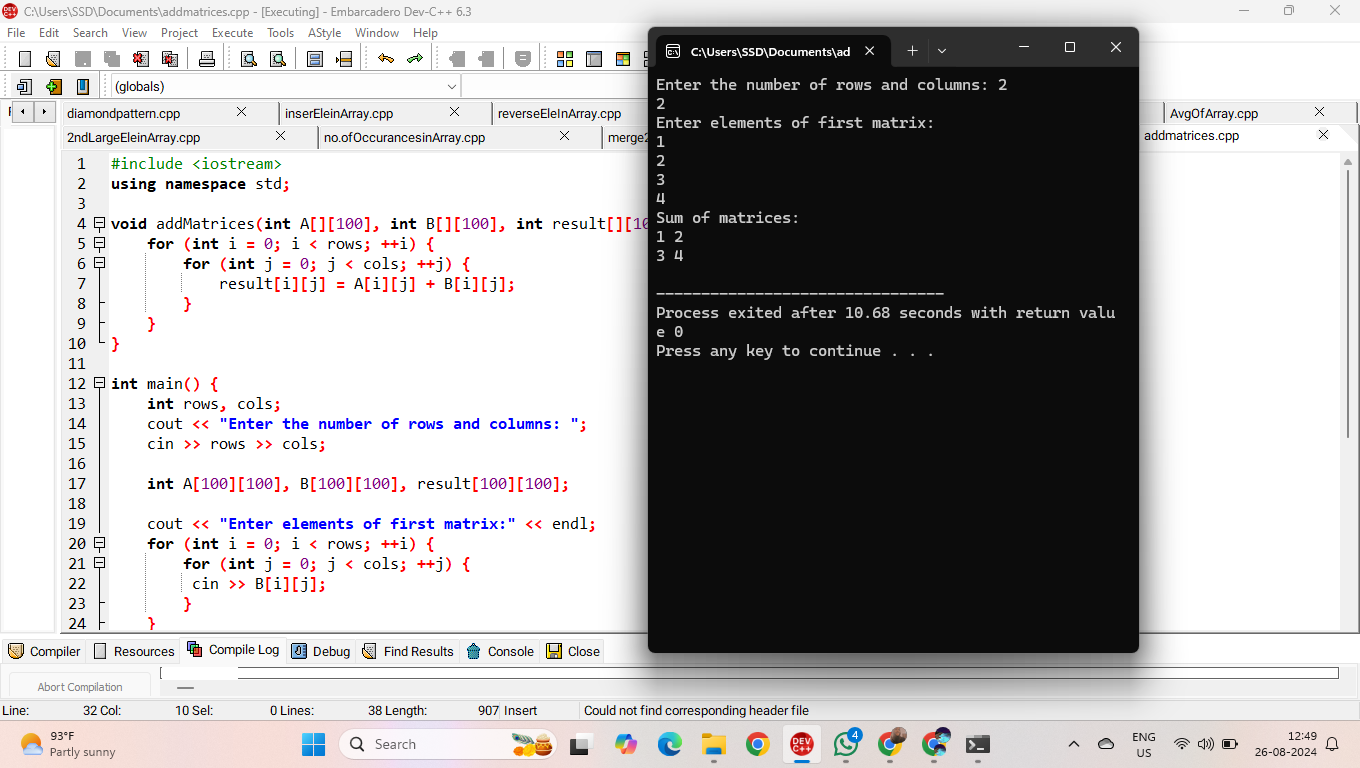 C:\Users\SSD\Documents\addmatrices.cpp - [Executing] - Embarcadero Dev-C++ 6.3
File Edit Search View Project Execute Tools AStyle Window Help
(globals)
diamondpattern.cpp inserEleinArray.cpp reverseEleInArray.cpp AvgOfArray.cpp
2ndLargeEleinArray.cpp no.ofOccurancesinArray.cpp merge2 addmatrices.cpp
1 #include <iostream>
2 using namespace std;
3
4 void addMatrices(int A[][100], int B[][100], int result[][10
5 for (int i = 0; i < rows; ++i) {
6 for (int j = 0; j < cols; ++j) {
7 result[i][j] = A[i][j] + B[i][j];
8 }
9 }
10 }
11
12 int main() {
13 int rows, cols;
14 cout << "Enter the number of rows and columns: ";
15 cin >> rows >> cols;
16
17 int A[100][100], B[100][100], result[100][100];
18
19 cout << "Enter elements of first matrix:" << endl;
20 for (int i = 0; i < rows; ++i) {
21 for (int j = 0; j < cols; ++j) {
22 cin >> B[i][j];
23 }
24 }
C:\Users\SSD\Documents\ad
Enter the number of rows and columns: 2
2
Enter elements of first matrix:
1
2
3
4
Sum of matrices:
1 2
3 4
--------------------------------
Process exited after 10.68 seconds with return valu
e 0
Press any key to continue . . .
Compiler Resources Compile Log Debug Find Results Console Close
Abort Compilation
Line: 32 Col: 10 Sel: 0 Lines: 38 Length: 907 Insert Could not find corresponding header file
93°F
Partly sunny
Search
DEV
C++
4
ENG
US
12:49
26-08-2024